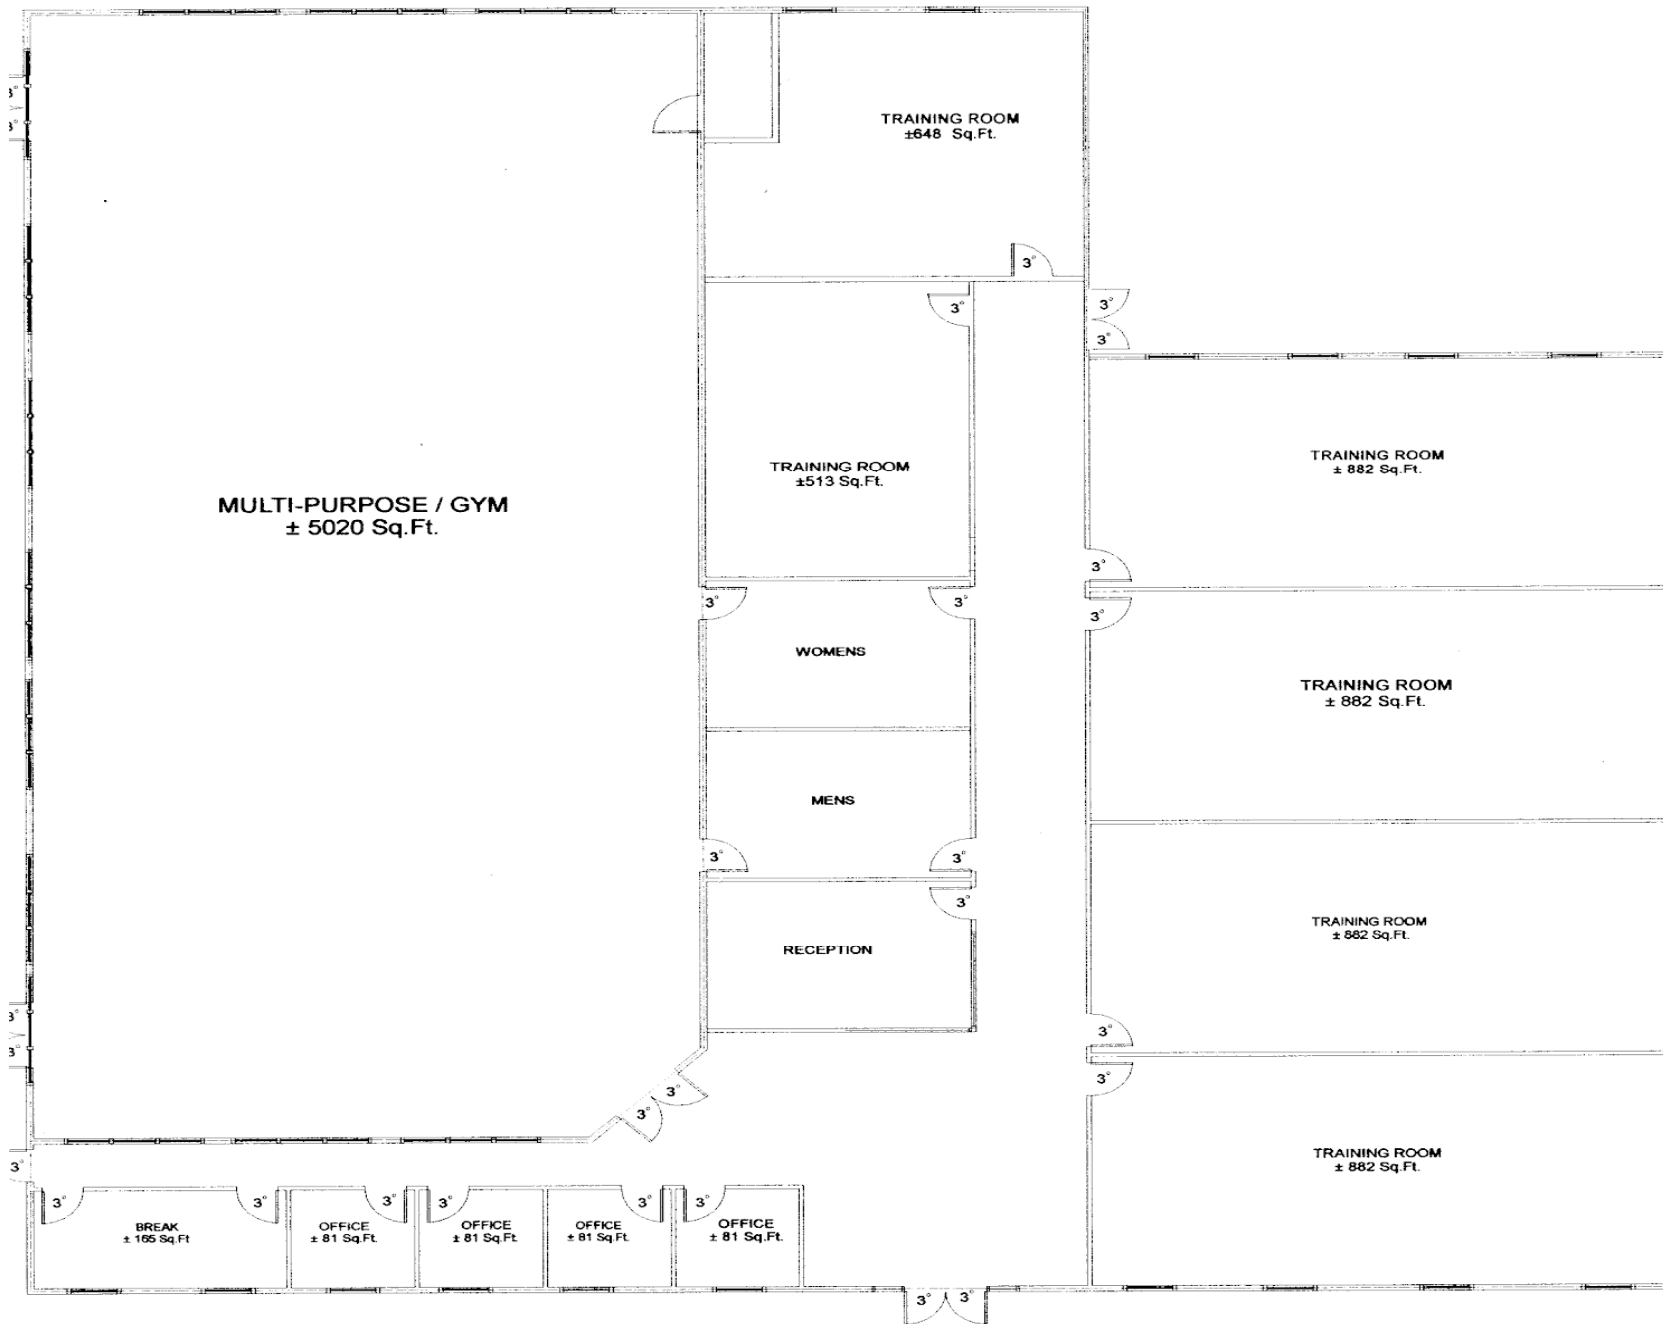 3°
3°
TRAINING ROOM
±648 Sq.Ft.
3°
3°
3°
3°
TRAINING ROOM
± 882 Sq.Ft.
TRAINING ROOM
±513 Sq.Ft.
MULTI-PURPOSE / GYM
± 5020 Sq.Ft.
3°
3°
3°
3°
WOMENS
TRAINING ROOM
± 882 Sq.Ft.
MENS
3°
3°
3°
TRAINING ROOM
± 882 Sq.Ft.
RECEPTION
3°
3°
3°
3°
3°
3°
TRAINING ROOM
± 882 Sq.Ft.
3°
3°
3°
3°
3°
3°
3°
BREAK
± 165 Sq.Ft
OFFICE
± 81 Sq.Ft.
OFFICE
± 81 Sq.Ft.
OFFICE
± 81 Sq.Ft.
OFFICE
± 81 Sq.Ft.
3°
3°